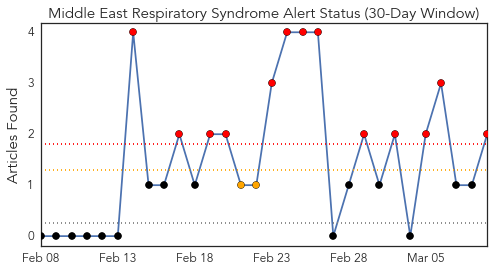 Middle East Respiratory Syndrome Alert Status (30-Day Window)
Articles Found
4
3
2
1
0
Feb 08
Feb 13
Feb 18
Feb 23
Feb 28
Mar 05